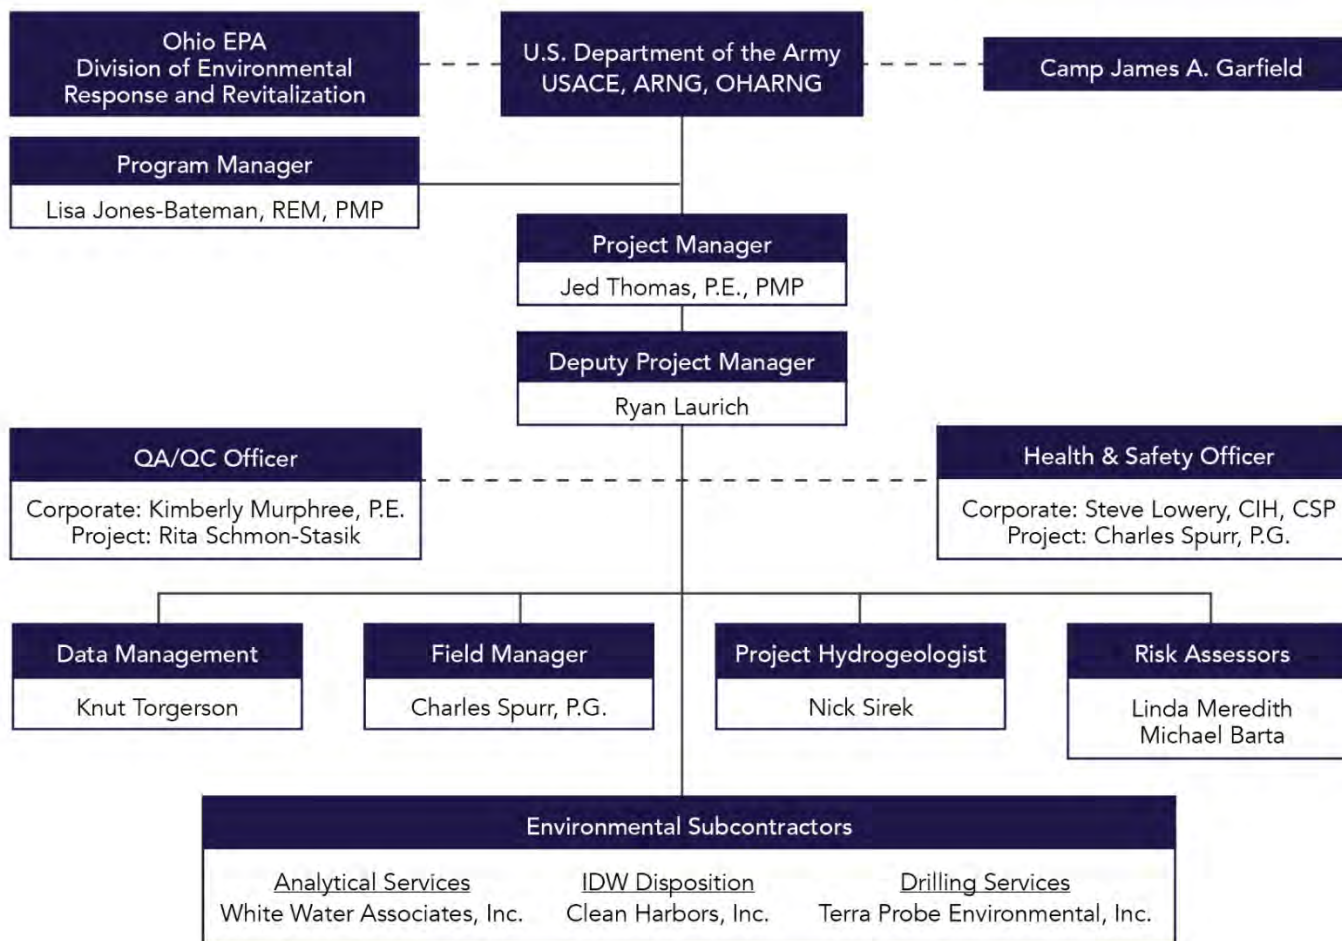 Ohio EPA
Division of Environmental
Response and Revitalization
U.S. Department of the Army
USACE, ARNG, OHARNG
Camp James A. Garfield
Program Manager
Lisa Jones-Bateman, REM, PMP
Project Manager
Jed Thomas, P.E., PMP
Deputy Project Manager
Ryan Laurich
QA/QC Officer
Corporate: Kimberly Murphree, P.E.
Project: Rita Schmon-Stasik
Health & Safety Officer
Corporate: Steve Lowery, CIH, CSP
Project: Charles Spurr, P.G.
Data Management
Knut Torgerson
Field Manager
Charles Spurr, P.G.
Project Hydrogeologist
Nick Sirek
Risk Assessors
Linda Meredith
Michael Barta
Environmental Subcontractors
Analytical Services
White Water Associates, Inc.
IDW Disposition
Clean Harbors, Inc.
Drilling Services
Terra Probe Environmental, Inc.